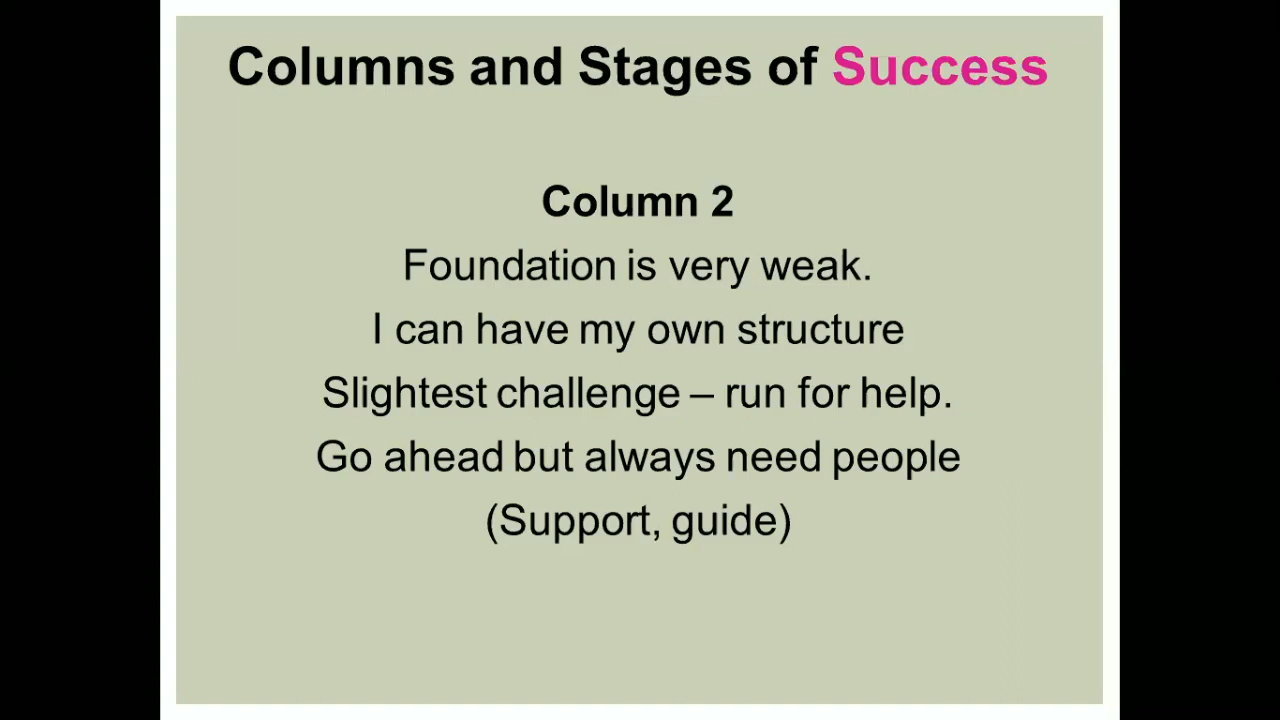 Columns and Stages of Success
Column 2
Foundation is very weak.
I can have my own structure
Slightest challenge – run for help.
Go ahead but always need people
(Support, guide)